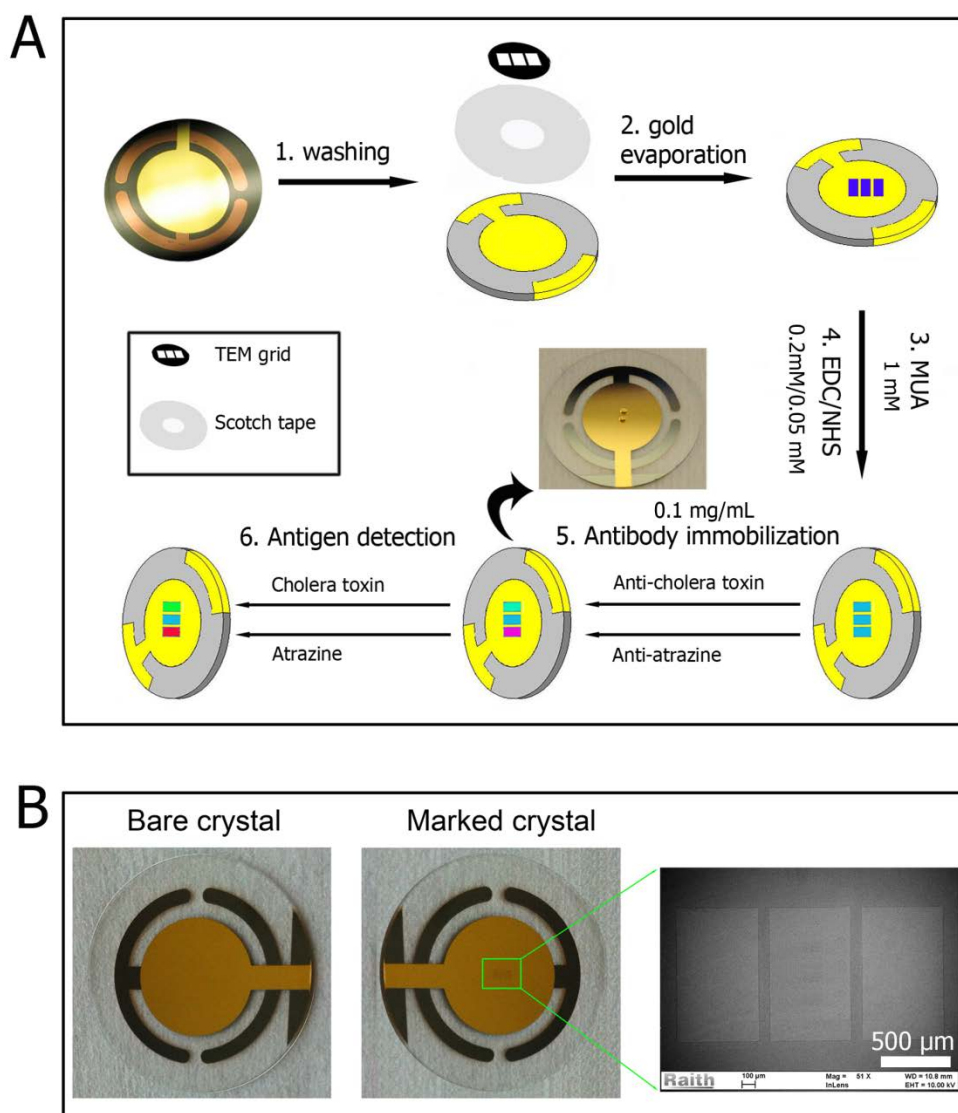 A
1. washing
2. gold
evaporation
3. MUA
1 mM
4. EDC/NHS
0.2mM/0.05 mM
TEM grid
Scotch tape
0.1 mg/mL
6. Antigen detection
5. Antibody immobilization
Cholera toxin
Anti-cholera toxin
Atrazine
Anti-atrazine
B
Bare crystal
Marked crystal
500 µm
Raith
100 µm
Mag = 51 X
WD = 10.8 mm
InLens
EHT = 10.00 kV